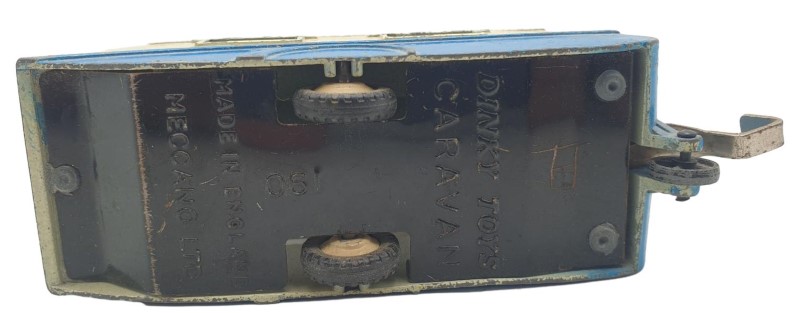 DINKY TOYS
CARAVAN
MADE IN ENGLAND
MECCANO LTD